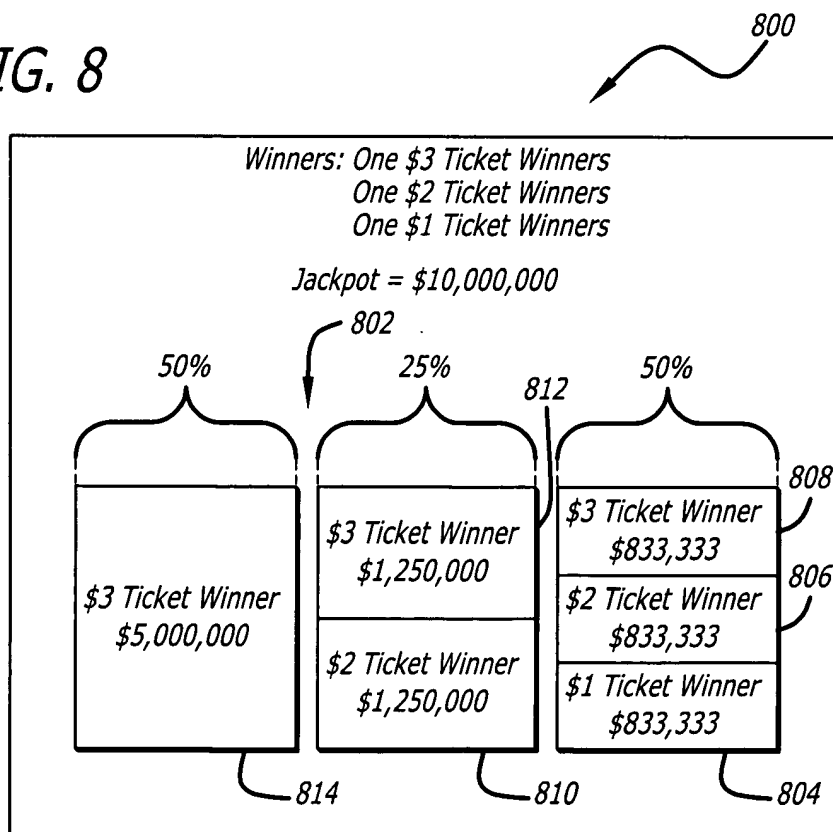 IG. 8
800
Winners: One $3 Ticket Winners
One $2 Ticket Winners
One $1 Ticket Winners
Jackpot = $10,000,000
802
50%
25%
50%
812
808
806
$3 Ticket Winner
$5,000,000
$3 Ticket Winner
$1,250,000
$2 Ticket Winner
$1,250,000
$3 Ticket Winner
$833,333
$2 Ticket Winner
$833,333
$1 Ticket Winner
$833,333
814
810
804